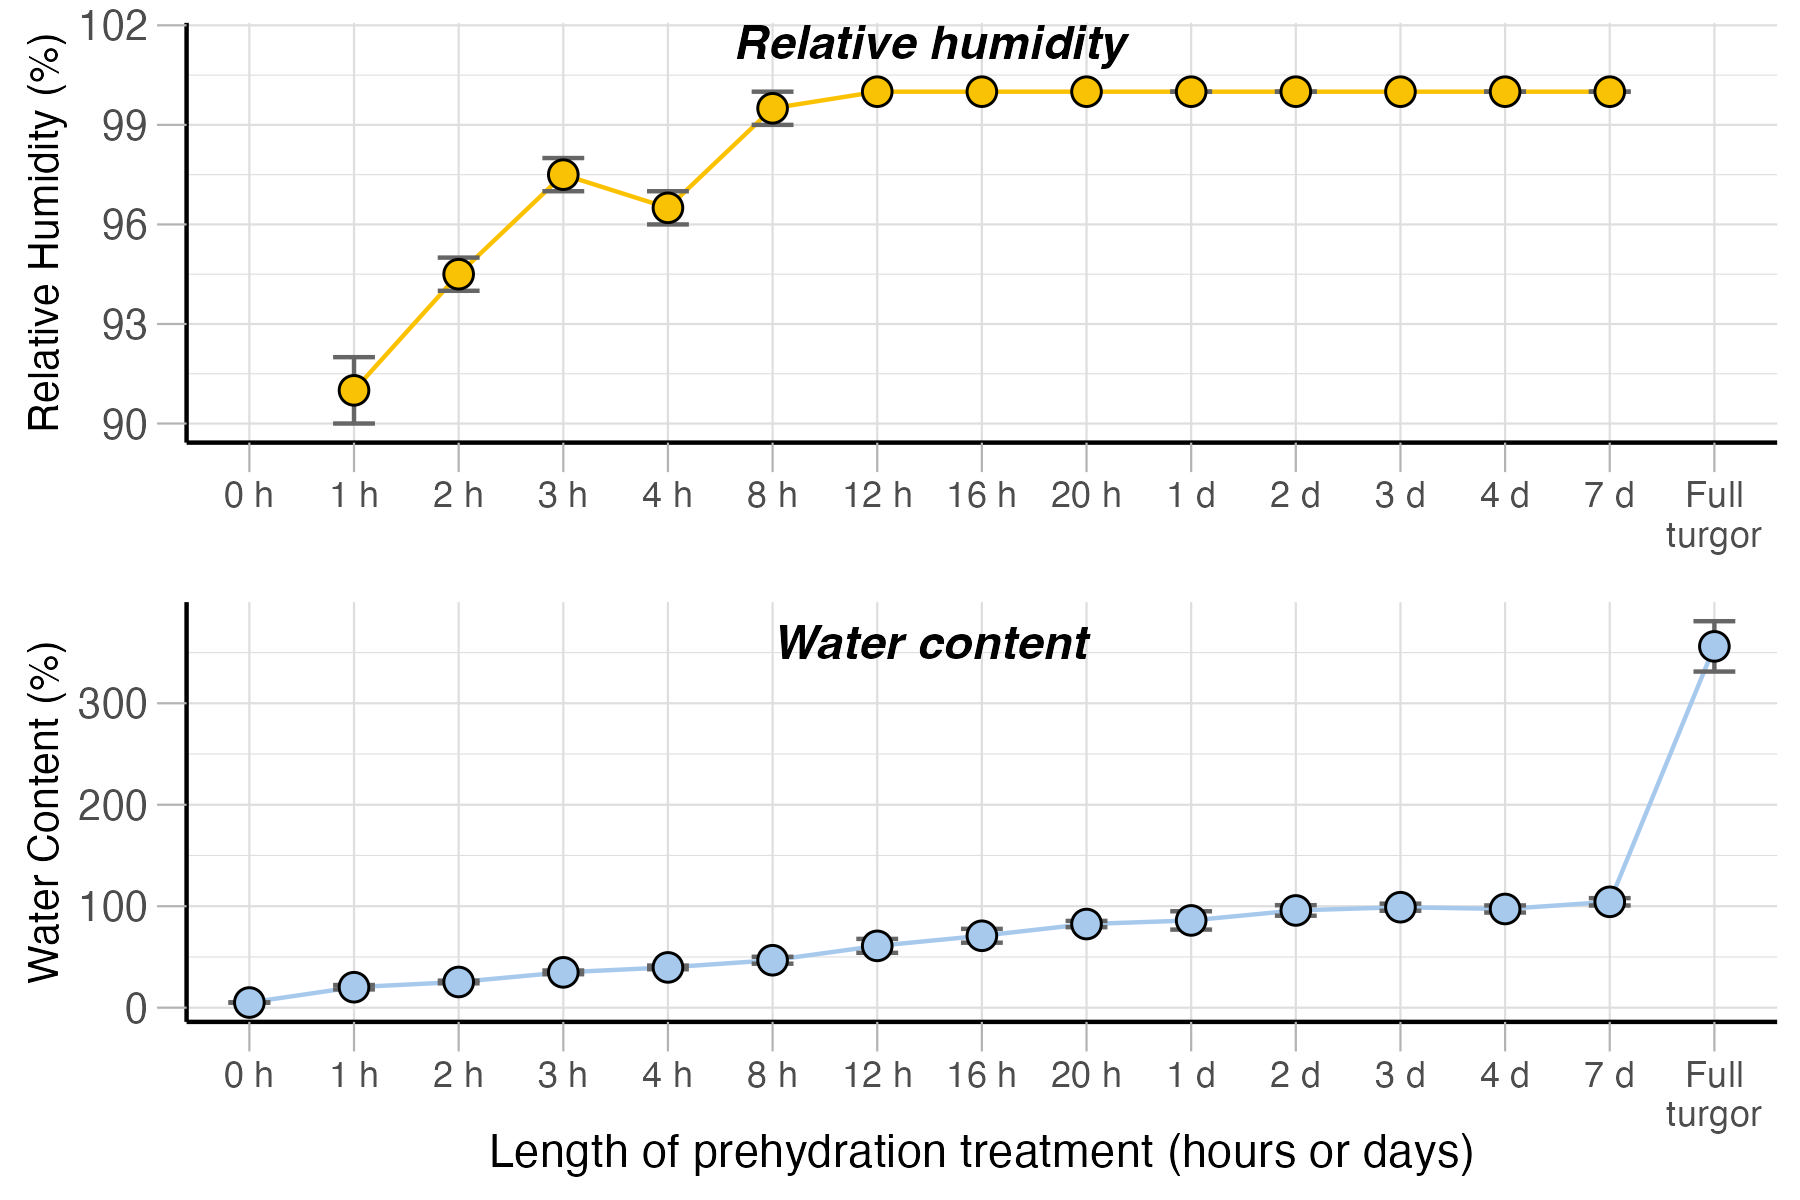 Relative humidity
Relative Humidity (%)
102
99
96
93
90
0 h 1 h 2 h 3 h 4 h 8 h 12 h 16 h 20 h 1 d 2 d 3 d 4 d 7 d Full
turgor
Water content
Water Content (%)
300
200
100
0
0 h 1 h 2 h 3 h 4 h 8 h 12 h 16 h 20 h 1 d 2 d 3 d 4 d 7 d Full
turgor
Length of prehydration treatment (hours or days)